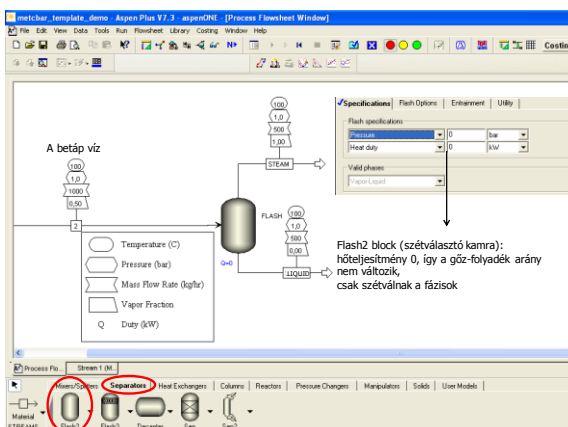 metcbar_template_demo - Aspen Plus V7.3 - aspenONE - [Process Flowsheet Window]
File Edit View Data Tools Run Flowsheet Library Costing Window Help
Costin
Specifications Flash Options Entrainment Utility
Flash specifications
Pressure 0 bar
Heat duty 0 kW
Valid phases
Vapor-Liquid
A betáp víz
100
1,0
1000
0,50
2
100
1,0
500
1,00
STEAM
FLASH
Q=0
100
1,0
500
0,00
LIQUID
Temperature (C)
Pressure (bar)
Mass Flow Rate (kg/hr)
Vapor Fraction
Q Duty (kW)
Flash2 block (szétválasztó kamra):
hőteljesítmény 0, így a gőz-folyadék arány
nem változik,
csak szétválnak a fázisok
Process Flo... Stream 1 (M...
Mixers/Splitters Separators Heat Exchangers Columns Reactors Pressure Changers Manipulators Solids User Models
Material
STREAMS Flash2 Flash3 Decanter Sep Sep2